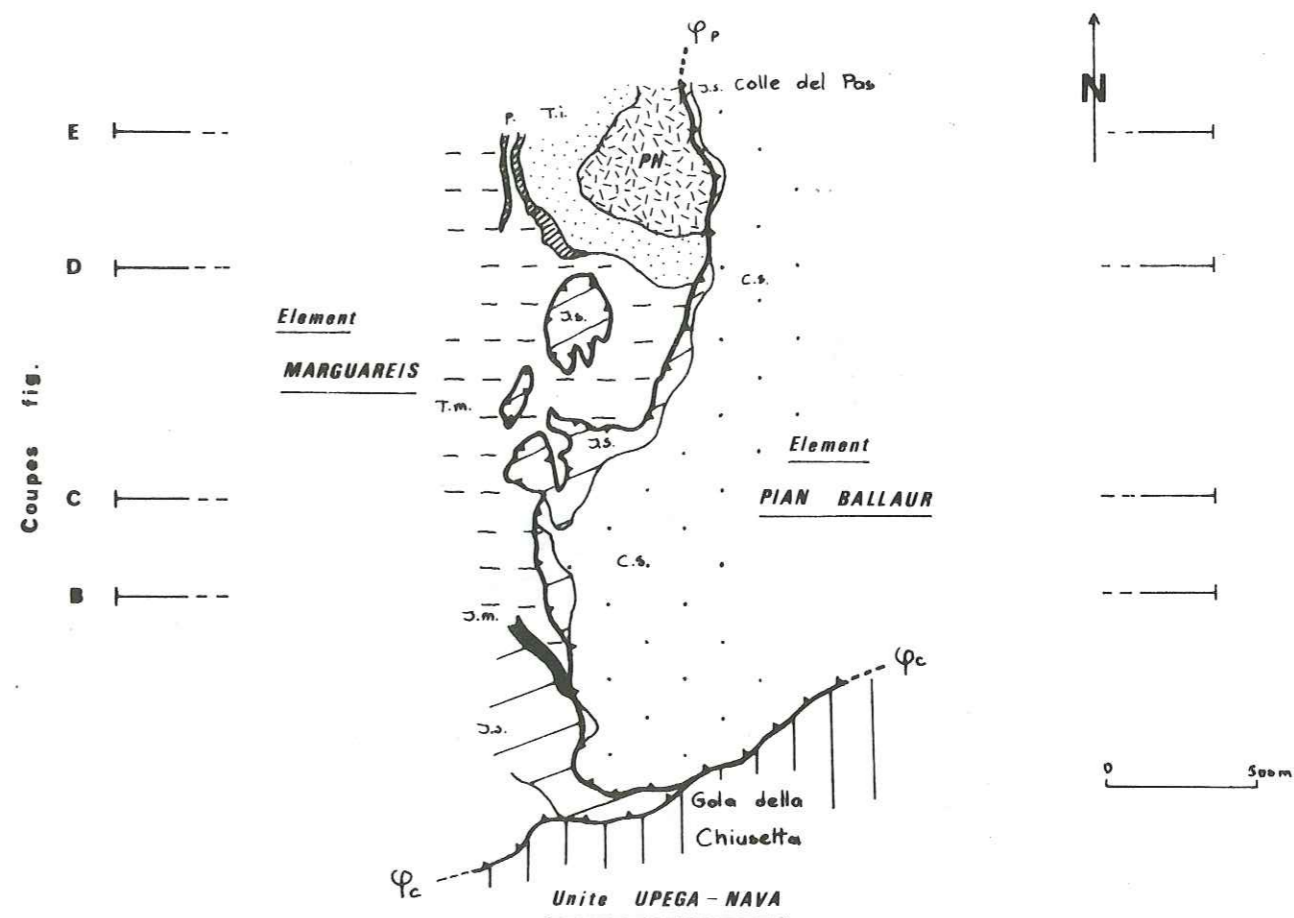 φp
J.s. Colle del Pas
N
P. T.i.
E
PN
D
C.s.
Element
MARGUAREIS
J.s.
T.m.
J.s.
Element
PIAN BALLAUR
Coupes fig.
C
C.s.
B
J.m.
φc
J.s.
0 500m
Gola della
Chiusetta
φc
Unite UPEGA - NAVA